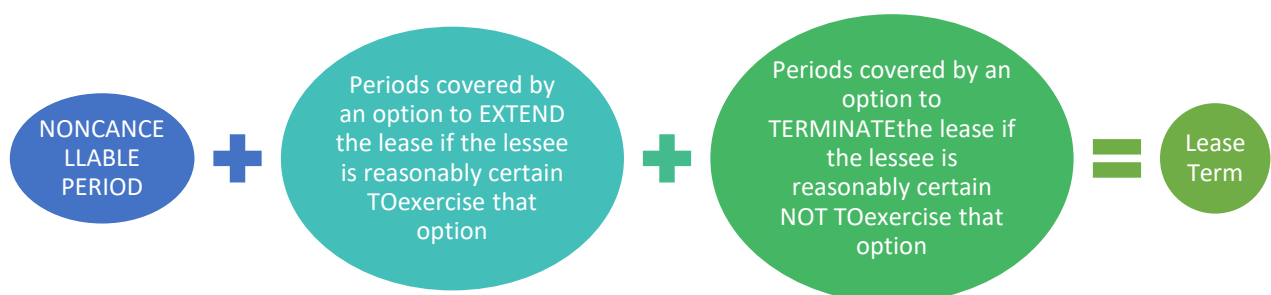 NONCANCE
LLABLE
PERIOD
Periods covered by
an option to EXTEND
the lease if the lessee
is reasonably certain
TOexercise that
option
Periods covered by an
option to
TERMINATEthe lease if
the lessee is
reasonably certain
NOT TOexercise that
option
Lease
Term